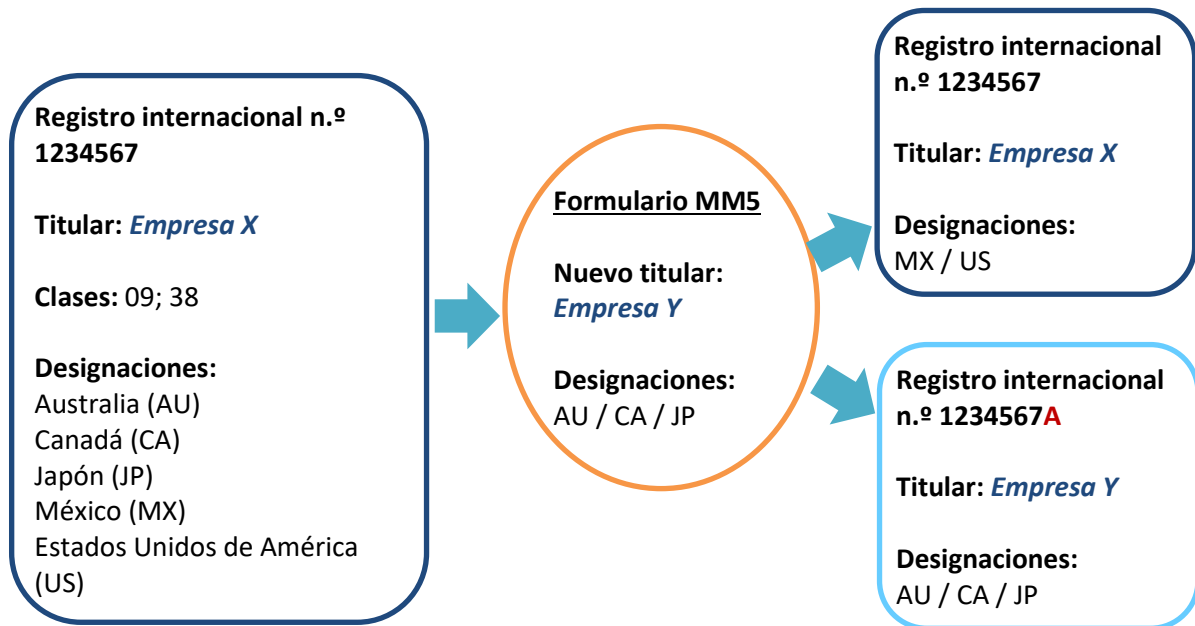 Registro internacional n.º
1234567
Titular: Empresa X
Clases: 09; 38
Designaciones:
Australia (AU)
Canadá (CA)
Japón (JP)
México (MX)
Estados Unidos de América
(US)
Formulario MM5
Nuevo titular:
Empresa Y
Designaciones:
AU / CA / JP
Registro internacional
n.º 1234567
Titular: Empresa X
Designaciones:
MX / US
Registro internacional
n.º 1234567A
Titular: Empresa Y
Designaciones:
AU / CA / JP